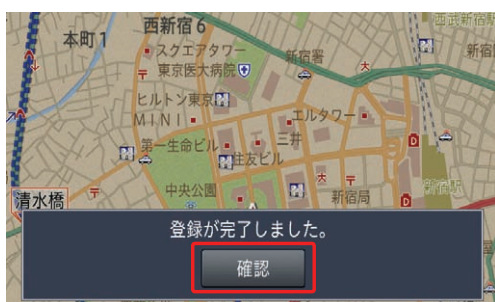 西新宿6
本町1
西武新宿
スクエアタワー
新宿署
新宿
東京医大病院
ヒルトン東京
MINI
エルタワー
第一生命ビル
三井
住友ビル
中央公園
新宿局
新宿駅
清水橋
登録が完了しました。
確認